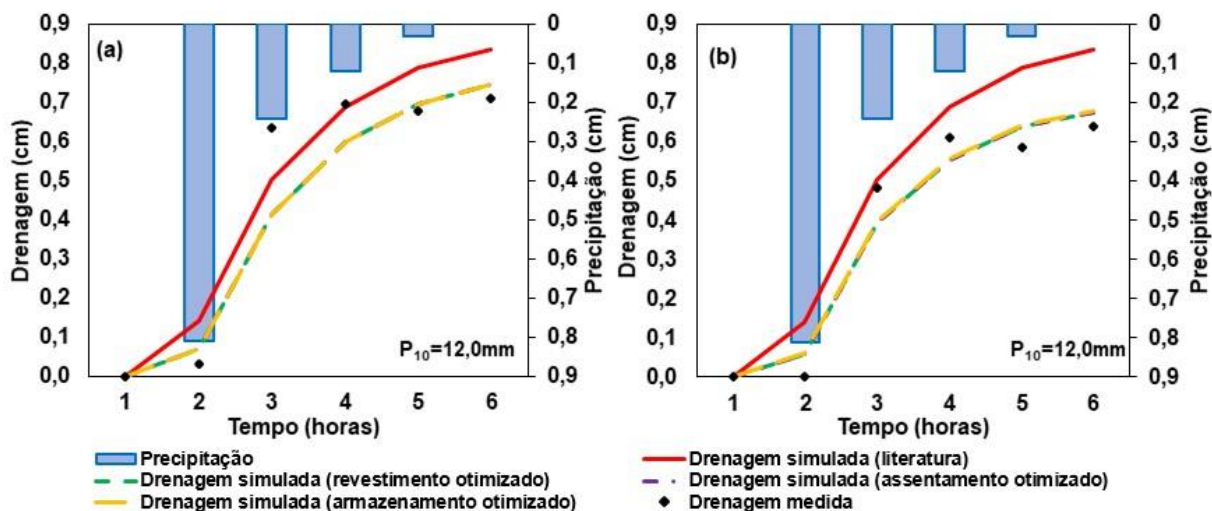 (a)
Drenagem (cm)
0,9
0,8
0,7
0,6
0,5
0,4
0,3
0,2
0,1
0,0
1 2 3 4 5 6
Tempo (horas)
P10=12,0mm
0
0,1
0,2
0,3
0,4
0,5
0,6
0,7
0,8
0,9
Precipitação (cm)
(b)
Drenagem (cm)
0,9
0,8
0,7
0,6
0,5
0,4
0,3
0,2
0,1
0,0
1 2 3 4 5 6
Tempo (horas)
P10=12,0mm
0
0,1
0,2
0,3
0,4
0,5
0,6
0,7
0,8
0,9
Precipitação (cm)
Precipitação
Drenagem simulada (literatura)
Drenagem simulada (revestimento otimizado)
Drenagem simulada (assentamento otimizado)
Drenagem simulada (armazenamento otimizado)
Drenagem medida